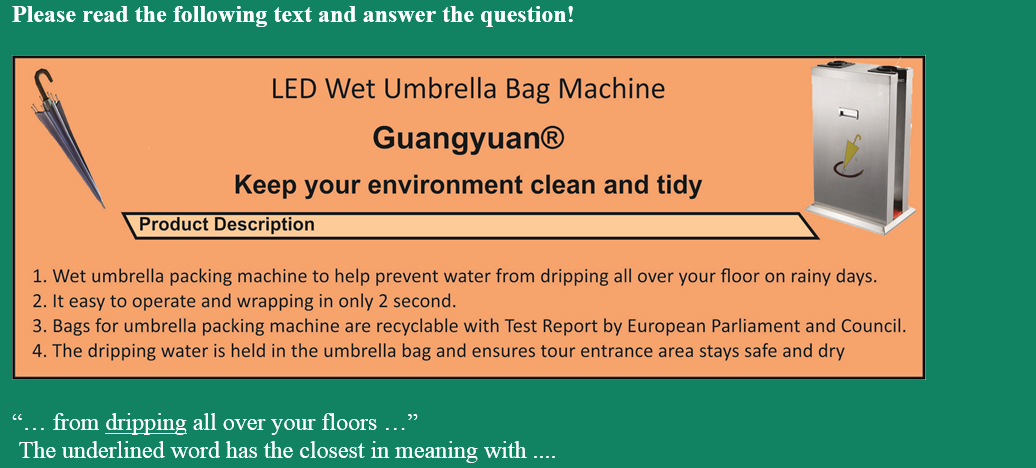 Please read the following text and answer the question!
LED Wet Umbrella Bag Machine
Guangyuan®
Keep your environment clean and tidy
Product Description
1. Wet umbrella packing machine to help prevent water from dripping all over your floor on rainy days.
2. It easy to operate and wrapping in only 2 second.
3. Bags for umbrella packing machine are recyclable with Test Report by European Parliament and Council.
4. The dripping water is held in the umbrella bag and ensures tour entrance area stays safe and dry
“… from dripping all over your floors …”
The underlined word has the closest in meaning with ....